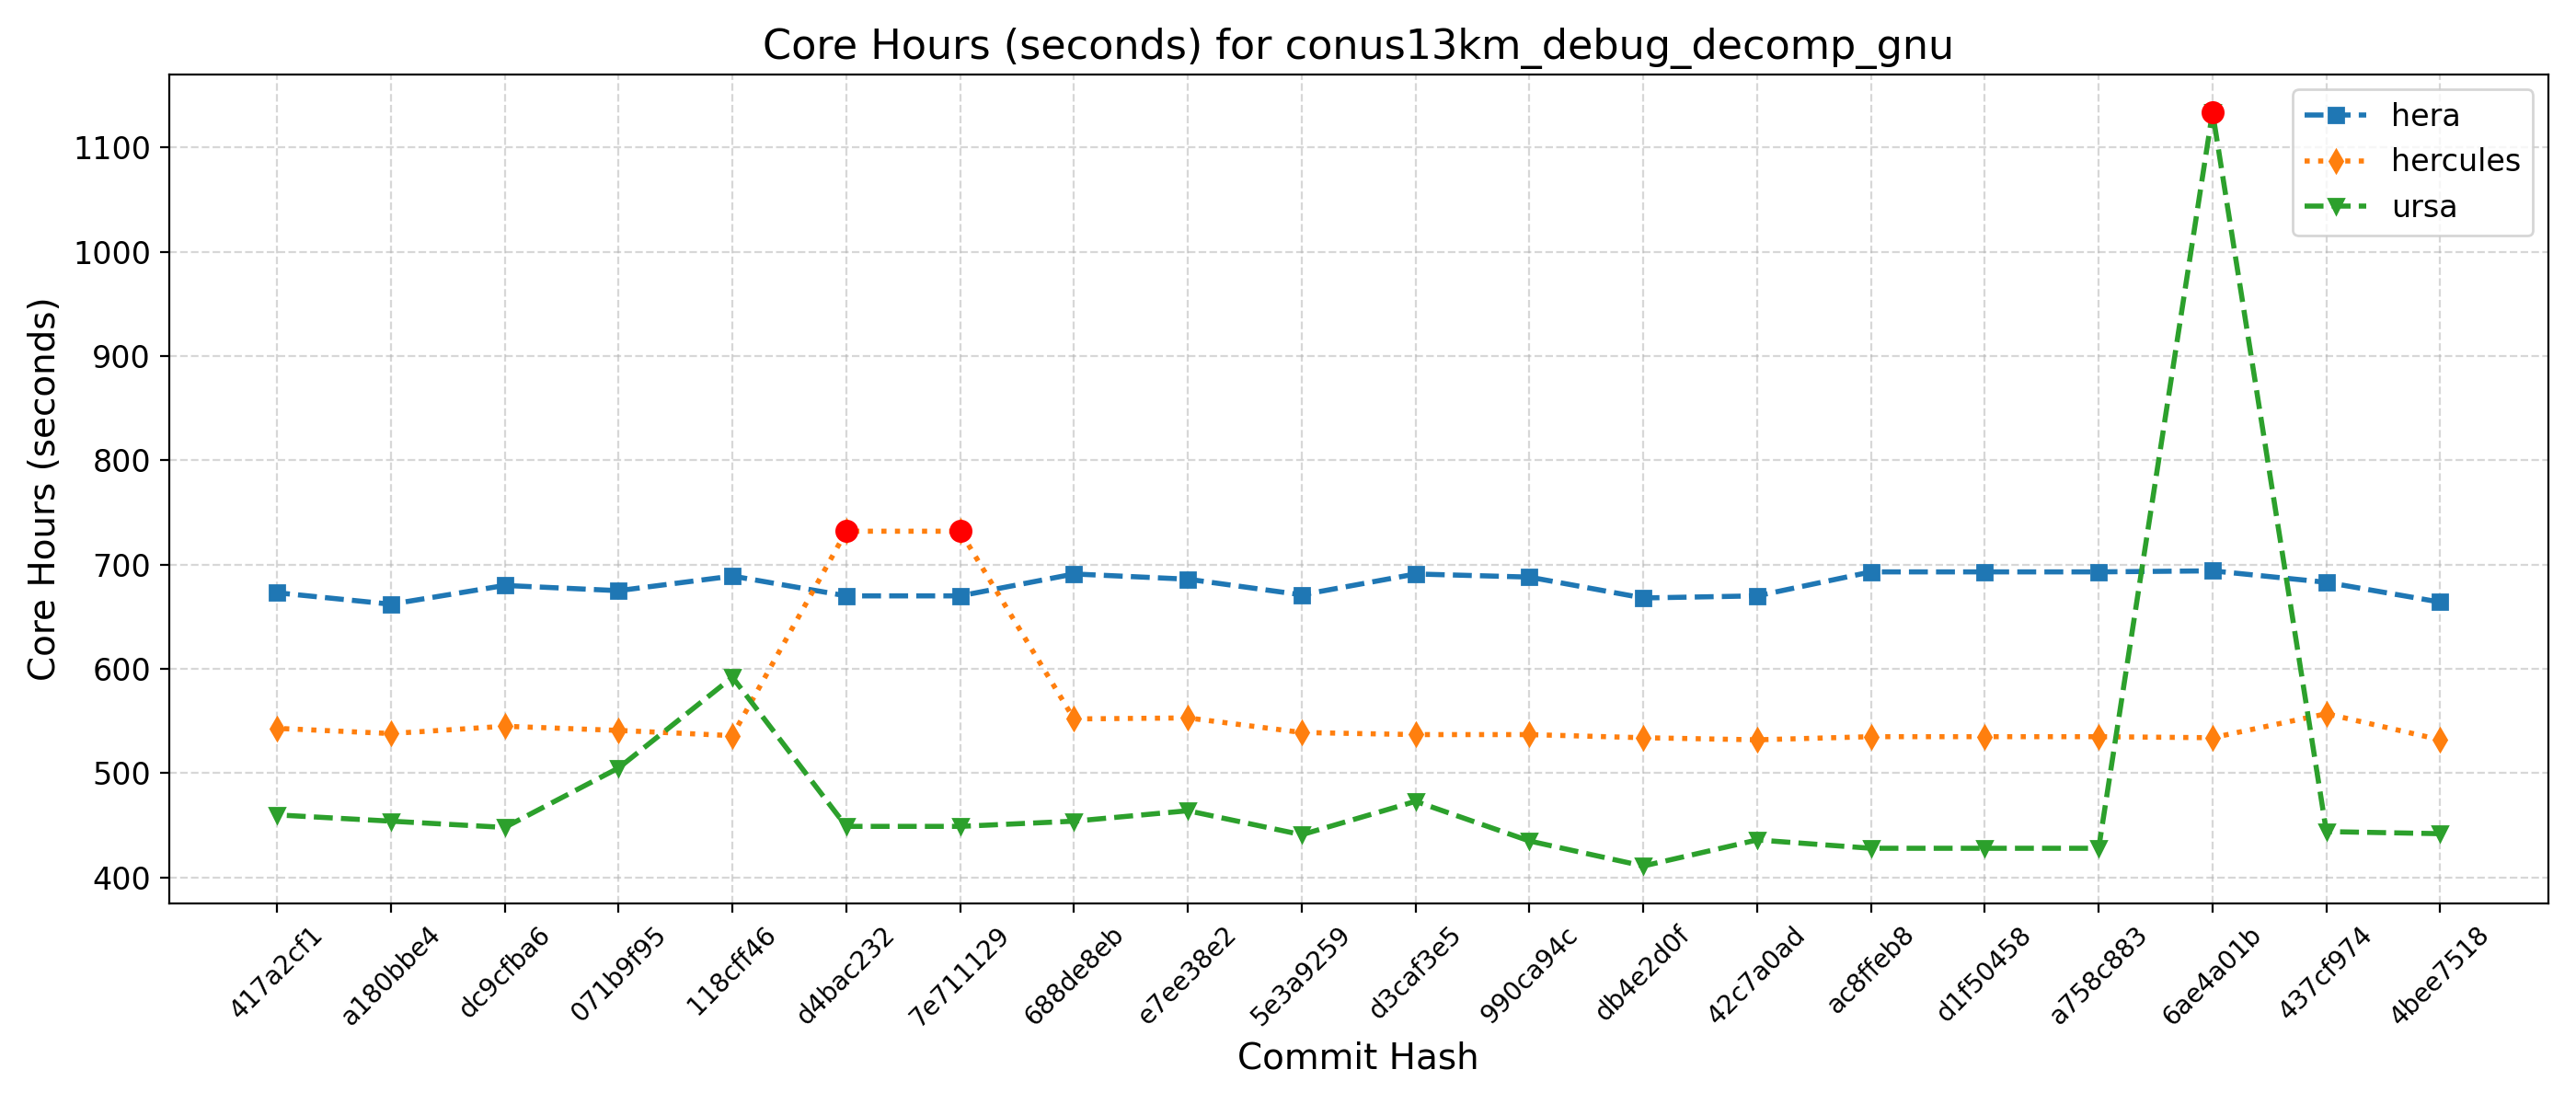 Core Hours (seconds) for conus13km_debug_decomp_gnu
Core Hours (seconds)
1100
1000
900
800
700
600
500
400
hera
hercules
ursa
417a2cf1
a180bbe4
dc9cfba6
071b9f95
118cff46
d4bac232
7e711129
688de8eb
e7ee38e2
5e3a9259
d3caf3e5
990ca94c
db4e2d0f
42c7a0ad
ac8ffeb8
d1f50458
a758c883
6ae4a01b
437cf974
4bee7518
Commit Hash